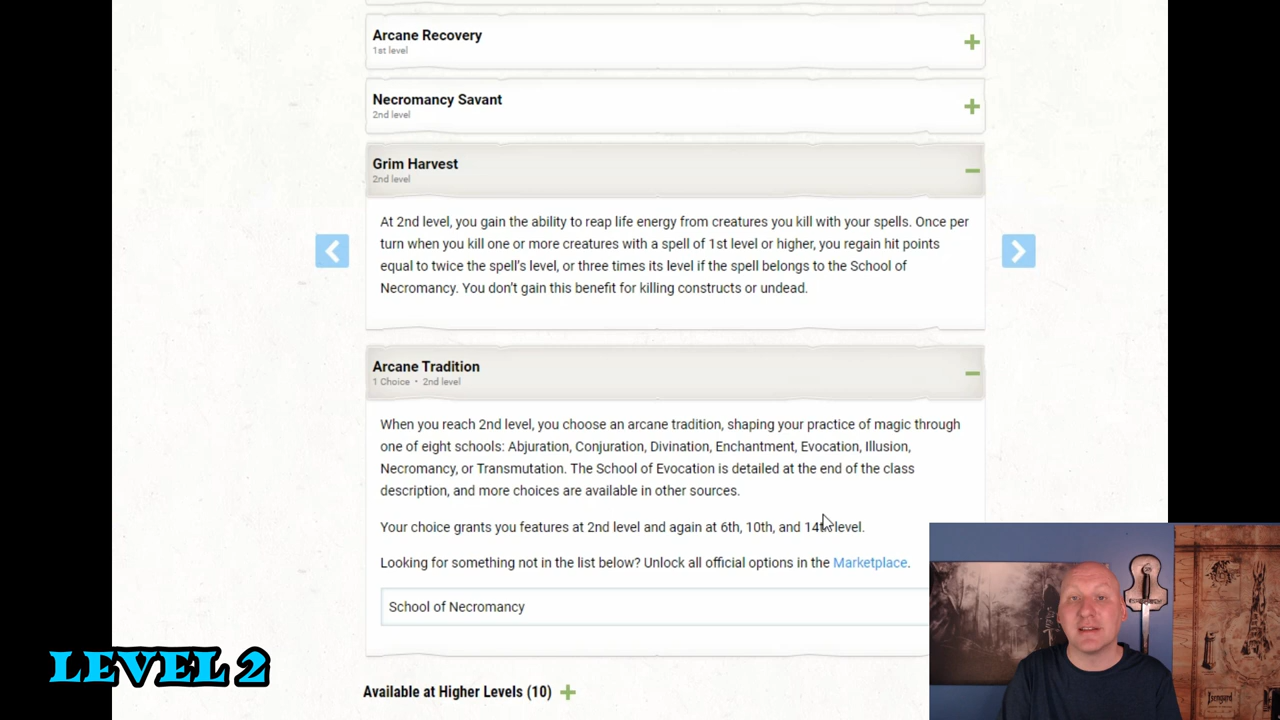 Arcane Recovery
1st level
Necromancy Savant
2nd level
Grim Harvest
2nd level
At 2nd level, you gain the ability to reap life energy from creatures you kill with your spells. Once per
turn when you kill one or more creatures with a spell of 1st level or higher, you regain hit points
equal to twice the spell's level, or three times its level if the spell belongs to the School of
Necromancy. You don't gain this benefit for killing constructs or undead.
Arcane Tradition
1 Choice • 2nd level
When you reach 2nd level, you choose an arcane tradition, shaping your practice of magic through
one of eight schools: Abjuration, Conjuration, Divination, Enchantment, Evocation, Illusion,
Necromancy, or Transmutation. The School of Evocation is detailed at the end of the class
description, and more choices are available in other sources.
Your choice grants you features at 2nd level and again at 6th, 10th, and 14th level.
Looking for something not in the list below? Unlock all official options in the Marketplace.
School of Necromancy
LEVEL 2
Available at Higher Levels (10)
Isengard